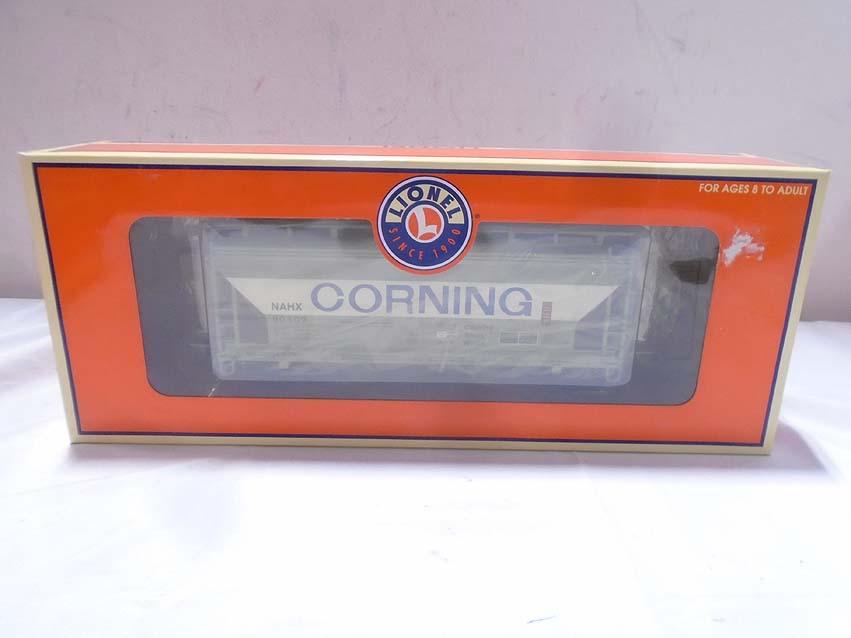 FOR AGES 8 TO ADULT
LIONEL
L
SINCE 1900
®
NAHX
CORNING